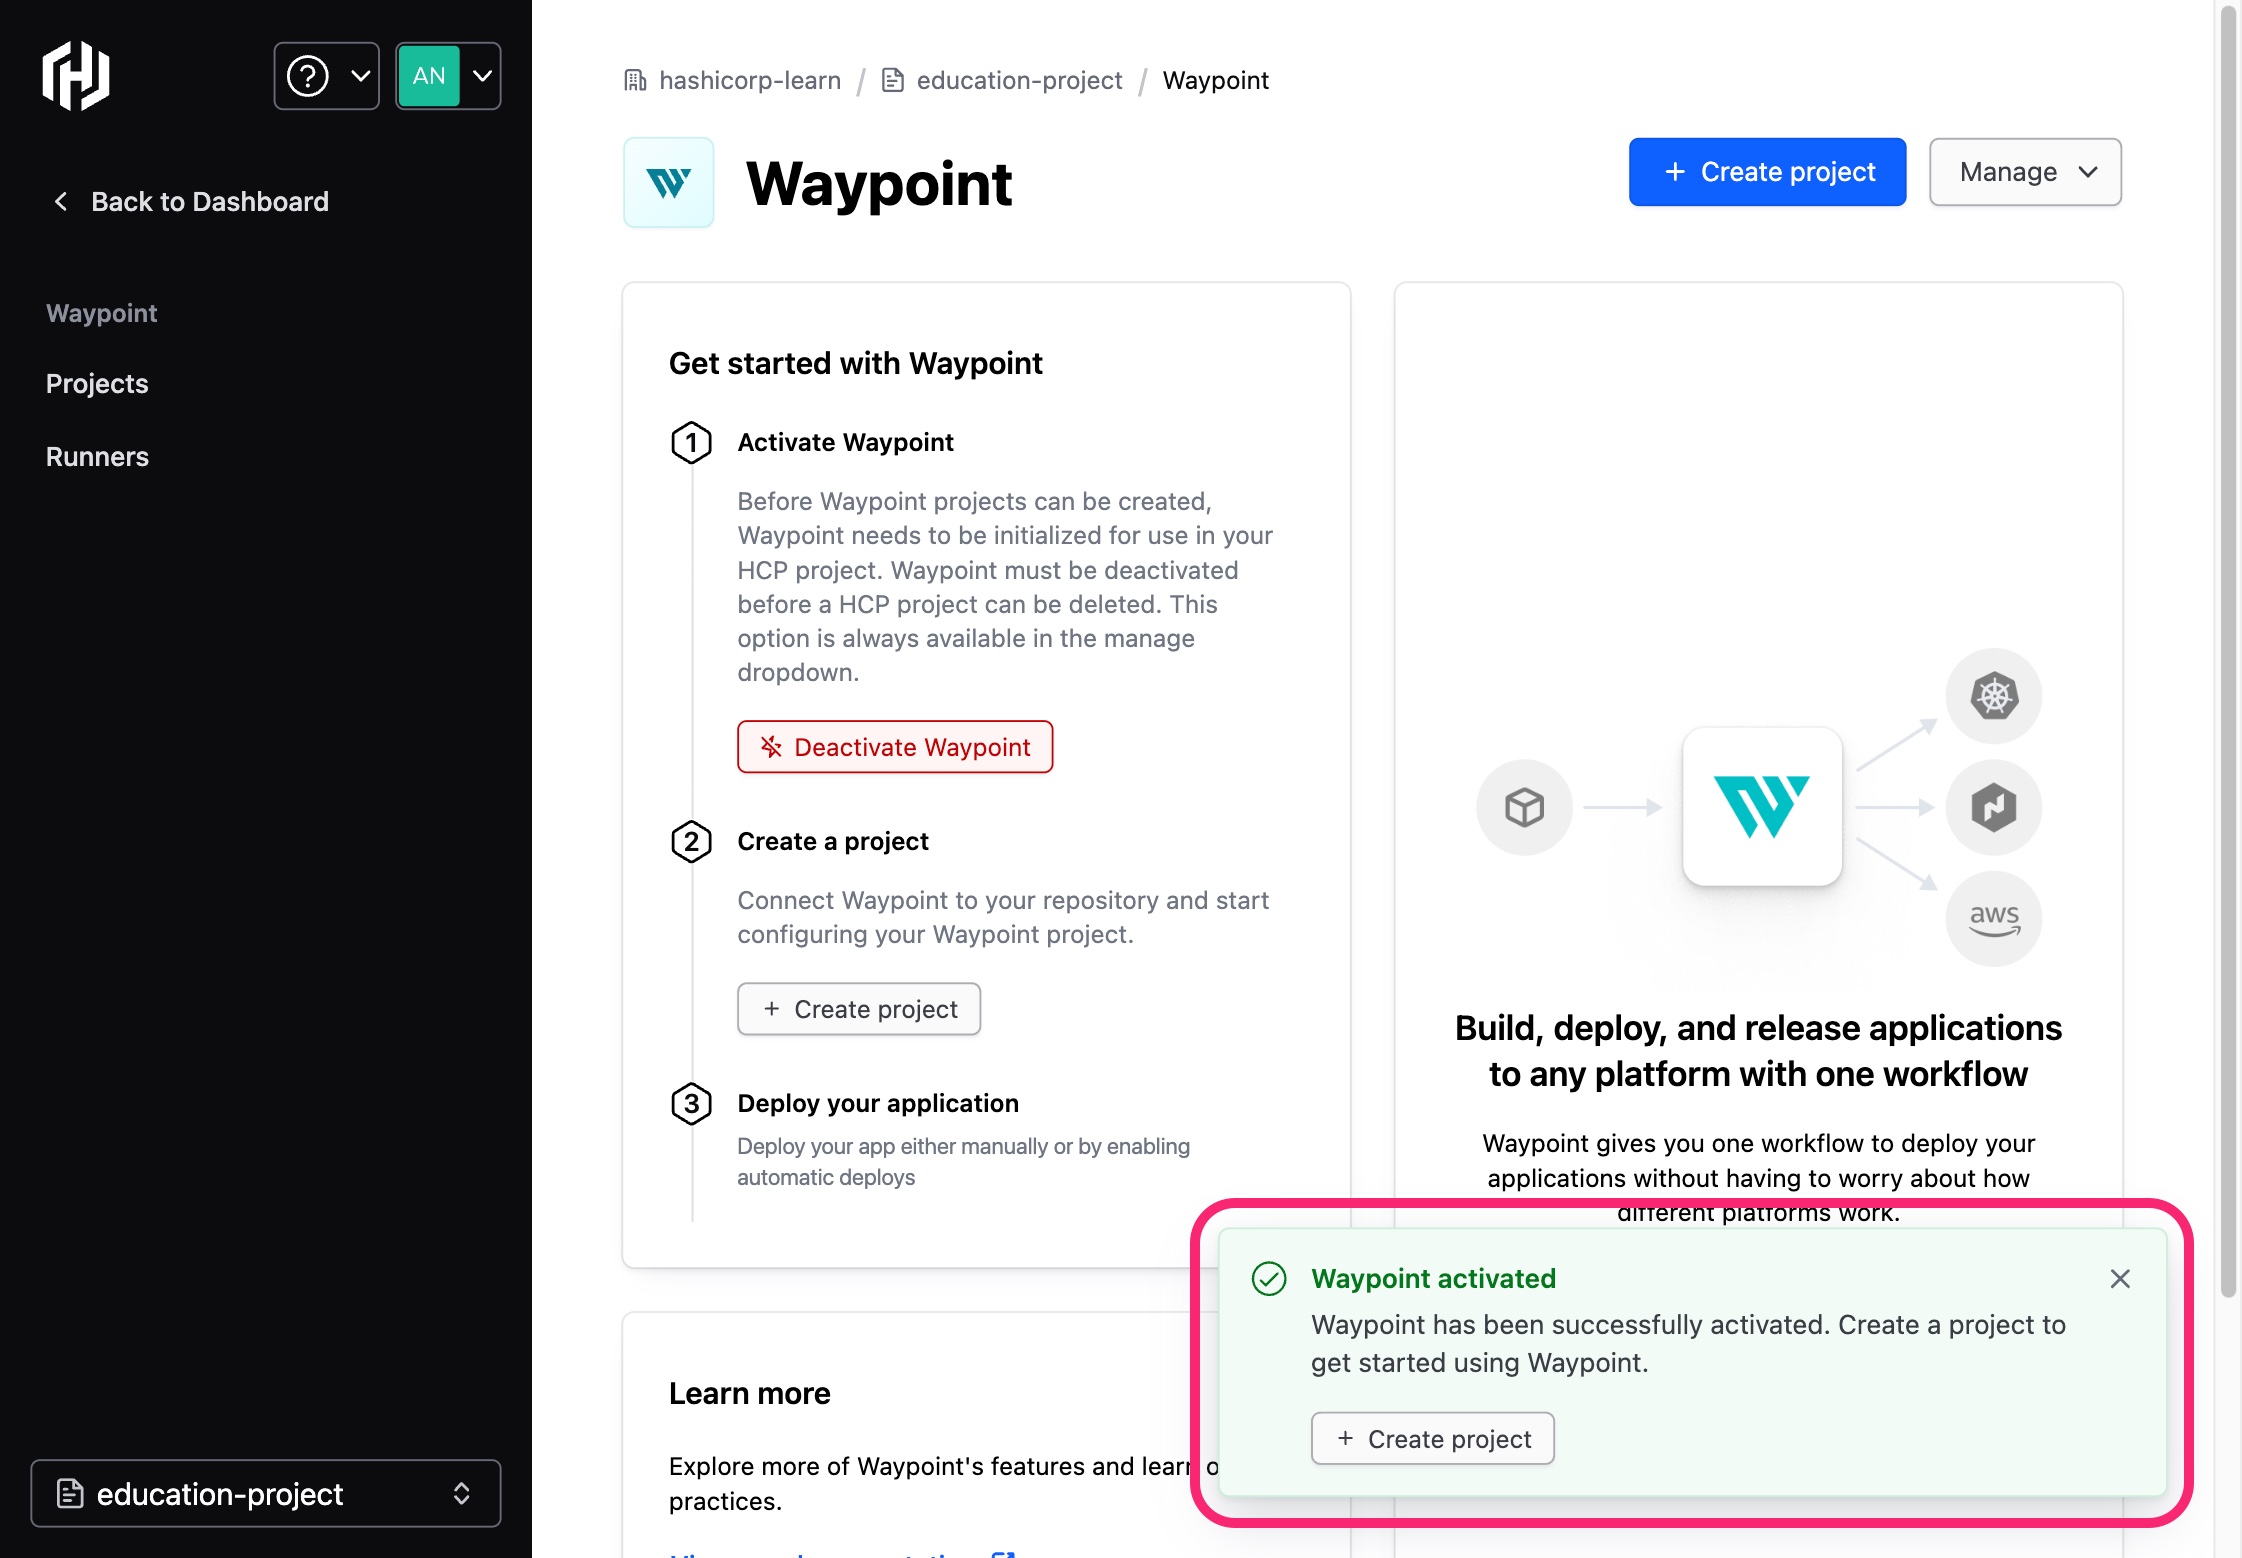 AN
Back to Dashboard
Waypoint
Projects
Runners
education-project
hashicorp-learn / education-project / Waypoint
Waypoint
+ Create project
Manage
Get started with Waypoint
1 Activate Waypoint
Before Waypoint projects can be created,
Waypoint needs to be initialized for use in your
HCP project. Waypoint must be deactivated
before a HCP project can be deleted. This
option is always available in the manage
dropdown.
Deactivate Waypoint
2 Create a project
Connect Waypoint to your repository and start
configuring your Waypoint project.
+ Create project
3 Deploy your application
Deploy your app either manually or by enabling
automatic deploys
aws
Build, deploy, and release applications
to any platform with one workflow
Waypoint gives you one workflow to deploy your
applications without having to worry about how
different platforms work.
Learn more
Explore more of Waypoint's features and learn
practices.
Waypoint activated
Waypoint has been successfully activated. Create a project to
get started using Waypoint.
+ Create project